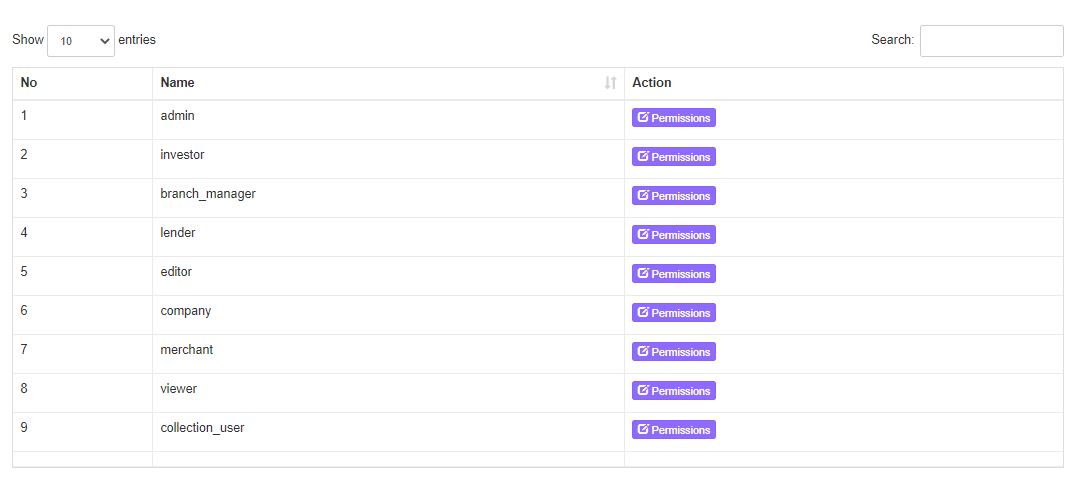 Show 10 entries Search:
No Name Action
1 admin Permissions
2 investor Permissions
3 branch_manager Permissions
4 lender Permissions
5 editor Permissions
6 company Permissions
7 merchant Permissions
8 viewer Permissions
9 collection_user Permissions